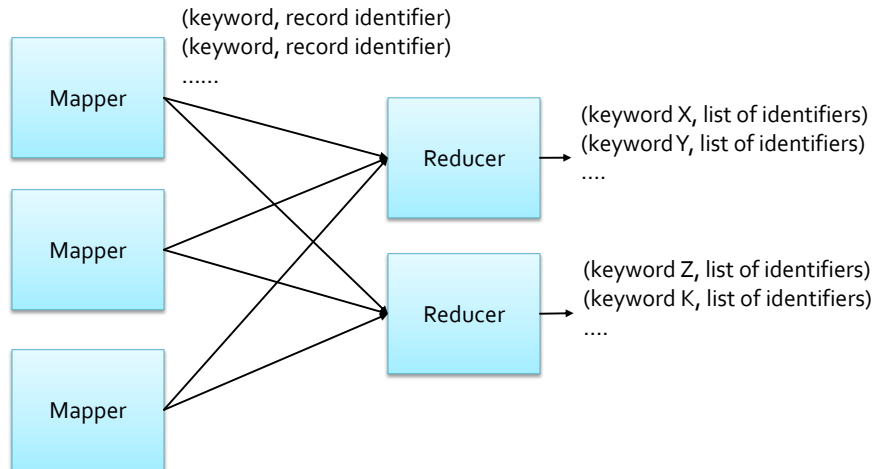 (keyword, record identifier)
(keyword, record identifier)
……
Mapper
Mapper
Mapper
Reducer
Reducer
(keyword X, list of identifiers)
(keyword Y, list of identifiers)
….
(keyword Z, list of identifiers)
(keyword K, list of identifiers)
….